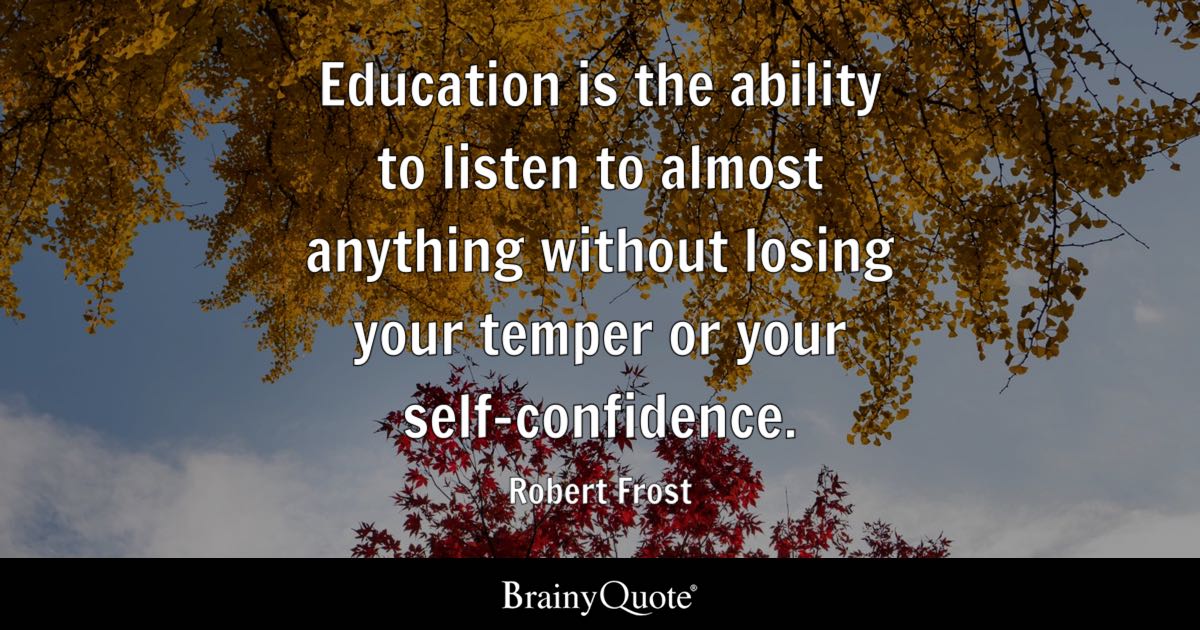 Education is the ability
to listen to almost
anything without losing
your temper or your
self-confidence.
Robert Frost
BrainyQuote®